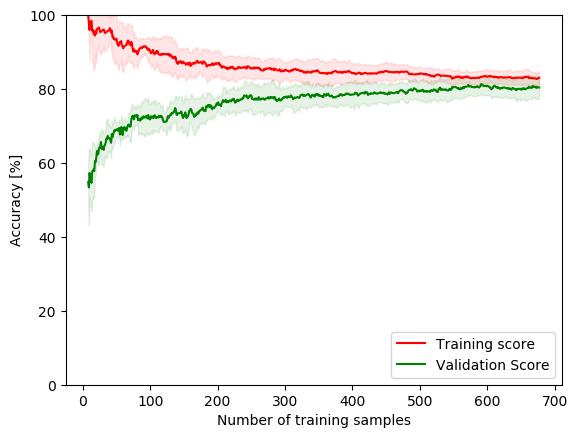 100
80
60
40
20
0
Accuracy [%]
0 100 200 300 400 500 600 700
Number of training samples
Training score
Validation Score